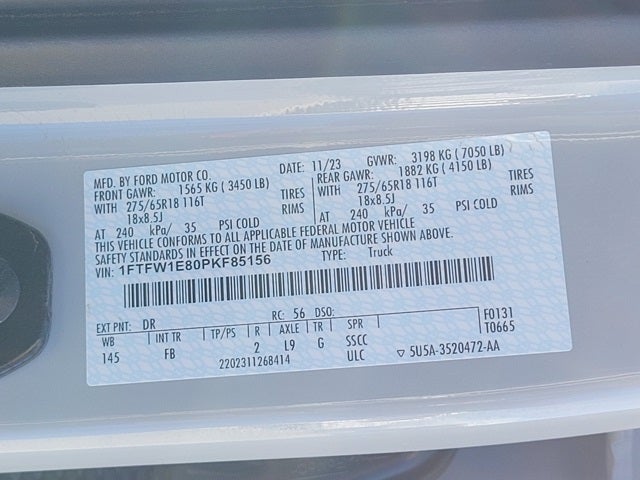 MFD. BY FORD MOTOR CO. DATE: 11/23 GVWR: 3198 KG ( 7050 LB)
FRONT GAWR: 1565 KG ( 3450 LB) REAR GAWR: 1882 KG ( 4150 LB)
WITH 275/65R18 116T TIRES WITH 275/65R18 116T TIRES
18x8.5J RIMS 18x8.5J RIMS
AT 240 kPa/ 35 PSI COLD AT 240 kPa/ 35 PSI COLD
THIS VEHICLE CONFORMS TO ALL APPLICABLE FEDERAL MOTOR VEHICLE
SAFETY STANDARDS IN EFFECT ON THE DATE OF MANUFACTURE SHOWN ABOVE.
VIN: 1FTFW1E80PKF85156 TYPE: Truck
EXT PNT: DR RC: 56 DSO: F0131
WB INT TR TP/PS R AXLE TR SPR T0665
145 FB 2 L9 G SSCC
ULC ▽ 5U5A-3520472-AA
2202311268414